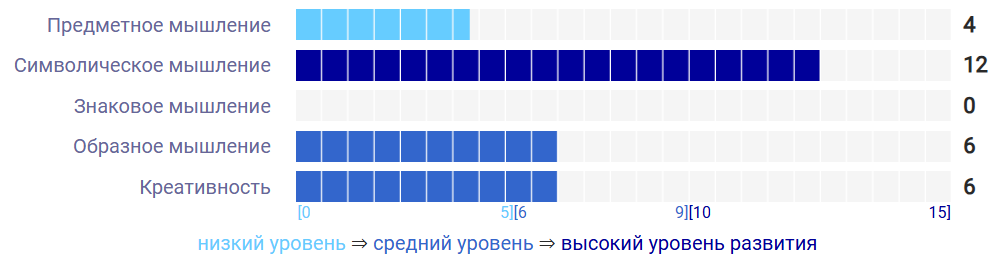 Предметное мышление 4
Символическое мышление 12
Знаковое мышление 0
Образное мышление 6
Креативность 6
[0 5][6 9][10 15]
низкий уровень ⇒ средний уровень ⇒ высокий уровень развития